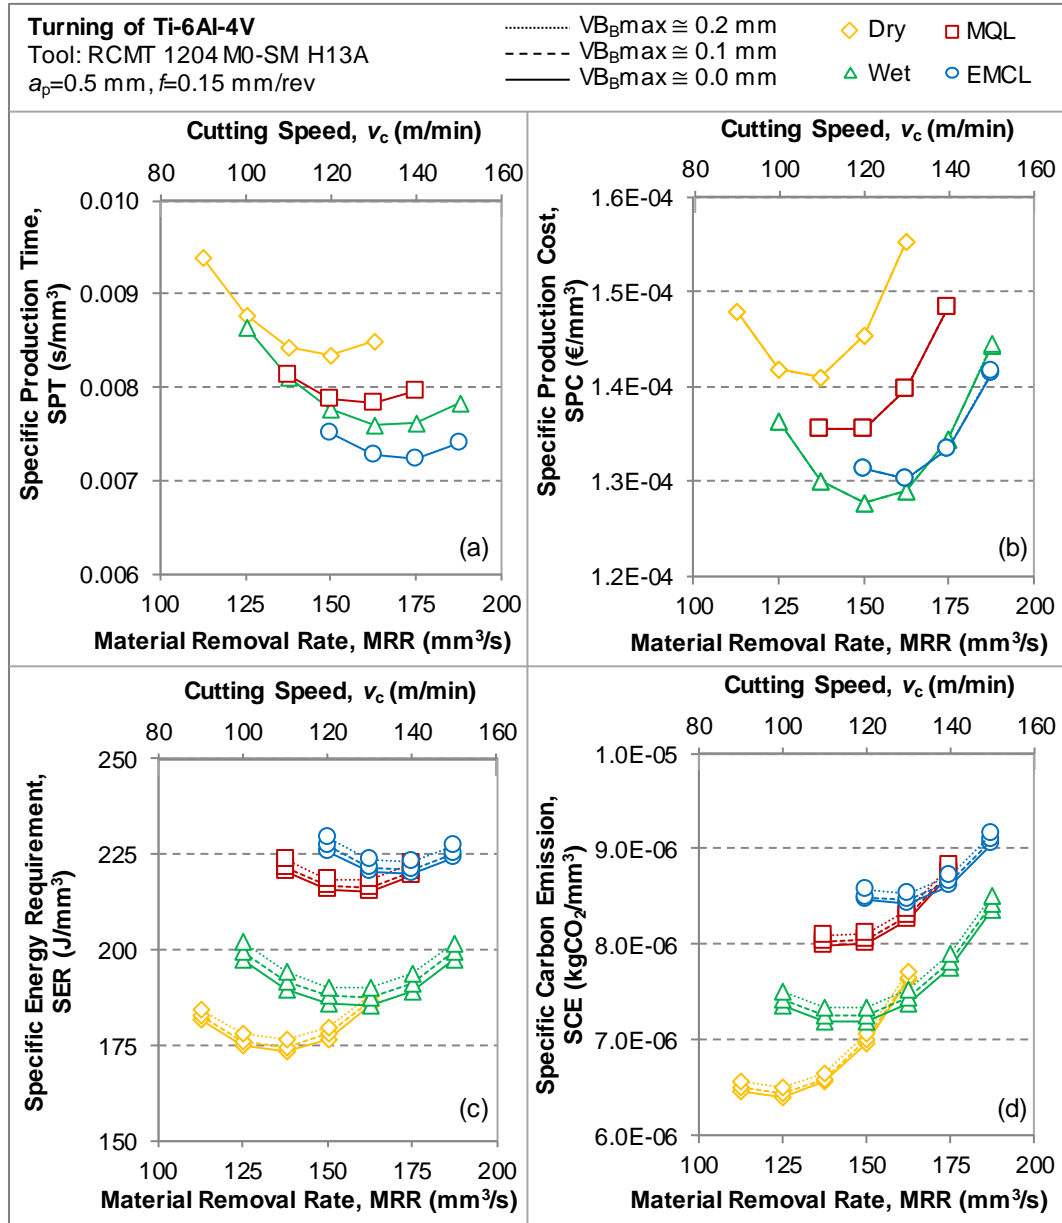 Turning of Ti-6Al-4V
Tool: RCMT 1204 M0-SM H13A
aₚ=0.5 mm, f=0.15 mm/rev
VB_Bmax ≅ 0.2 mm
VB_Bmax ≅ 0.1 mm
VB_Bmax ≅ 0.0 mm
Dry
MQL
Wet
EMCL
Cutting Speed, v_c (m/min)
80 100 120 140 160
Specific Production Time,
SPT (s/mm³)
0.010
0.009
0.008
0.007
0.006
(a)
100 125 150 175 200
Material Removal Rate, MRR (mm³/s)
Cutting Speed, v_c (m/min)
80 100 120 140 160
Specific Production Cost,
SPC (€/mm³)
1.6E-04
1.5E-04
1.4E-04
1.3E-04
1.2E-04
(b)
100 125 150 175 200
Material Removal Rate, MRR (mm³/s)
Cutting Speed, v_c (m/min)
80 100 120 140 160
Specific Energy Requirement,
SER (J/mm³)
250
225
200
175
150
(c)
100 125 150 175 200
Material Removal Rate, MRR (mm³/s)
Cutting Speed, v_c (m/min)
80 100 120 140 160
Specific Carbon Emission,
SCE (kgCO₂/mm³)
1.0E-05
9.0E-06
8.0E-06
7.0E-06
6.0E-06
(d)
100 125 150 175 200
Material Removal Rate, MRR (mm³/s)